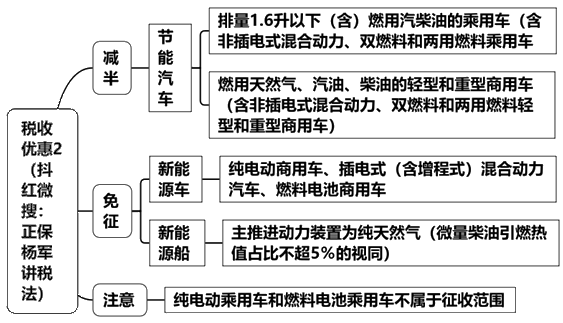 税收
优惠2
（抖
红微
搜：
正保
杨军
讲税
法）
减
半
节
能
汽
车
排量1.6升以下（含）燃用汽柴油的乘用车（含
非插电式混合动力、双燃料和两用燃料乘用车
燃用天然气、汽油、柴油的轻型和重型商用车
（含非插电式混合动力、双燃料和两用燃料轻
型和重型商用车）
免
征
新能
源车
纯电动商用车、插电式（含增程式）混合动力
汽车、燃料电池商用车
新能
源船
主推进动力装置为纯天然气（微量柴油引燃热
值占比不超5%的视同）
注意
纯电动乘用车和燃料电池乘用车不属于征收范围